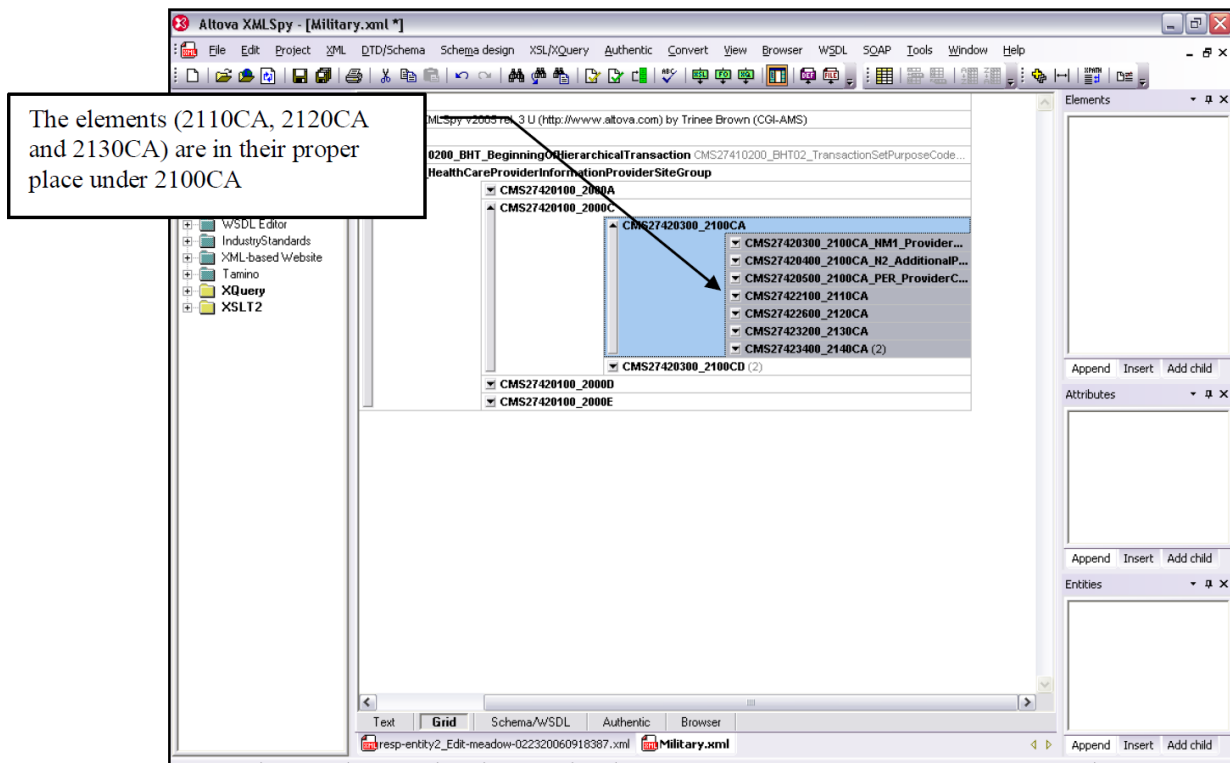 Altova XMLSpy - [Military.xml *]
File Edit Project XML DTD/Schema Schema design XSL/XQuery Authentic Convert View Browser WSDL SOAP Tools Window Help
The elements (2110CA, 2120CA
and 2130CA) are in their proper
place under 2100CA
XMLSpy v2005 rel. 3 U (http://www.altova.com) by Trinee Brown (CGI-AMS)
0200_BHT_BeginningOfHierarchicalTransaction CMS27410200_BHT02_TransactionSetPurposeCode...
_HealthCareProviderInformationProviderSiteGroup
CMS27420100_2000A
CMS27420100_2000C
CMS27420300_2100CA
CMS27420300_2100CA_NM1_Provider...
CMS27420400_2100CA_N2_AdditionalP...
CMS27420500_2100CA_PER_ProviderC...
CMS27422100_2110CA
CMS27422600_2120CA
CMS27423200_2130CA
CMS27423400_2140CA (2)
CMS27420300_2100CD (2)
CMS27420100_2000D
CMS27420100_2000E
WSDL Editor
IndustryStandards
XML-based Website
Tamino
XQuery
XSLT2
Elements
Append Insert Add child
Attributes
Append Insert Add child
Entities
Append Insert Add child
Text Grid Schema/WSDL Authentic Browser
resp-entity2_Edit-meadow-022320060918387.xml Military.xml